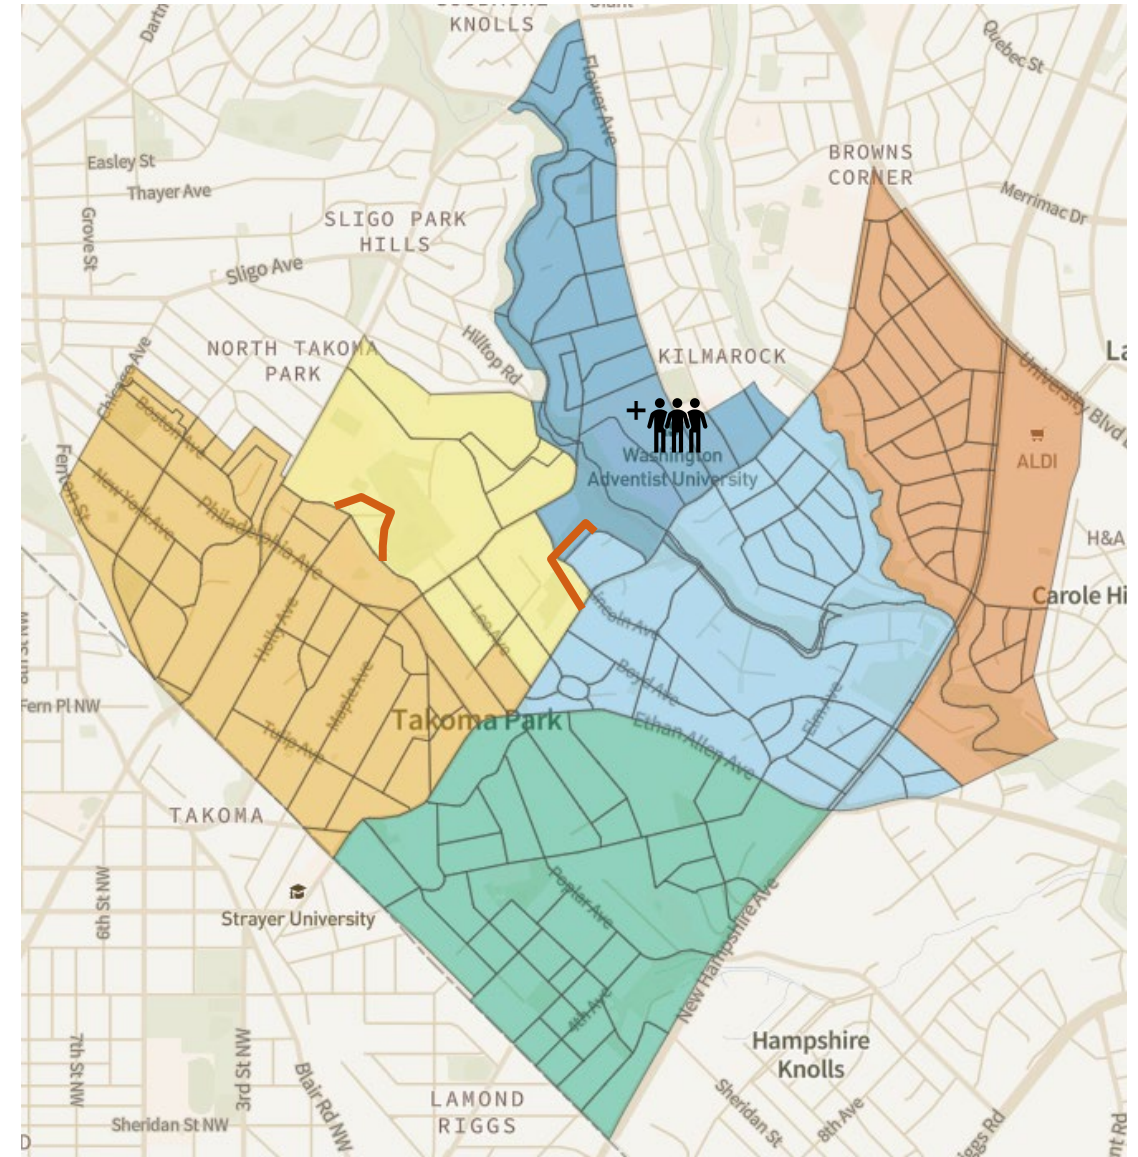 KNOLLS
Giant
Flower Ave
Quebec St
BROWNS
CORNER
Easley St
Thayer Ave
Merrimac Dr
Grove St
SLIGO PARK
HILLS
Sligo Ave
Hilltop Rd
NORTH TAKOMA
PARK
KILMAROCK
Chicago Ave
Boston Ave
University Blvd E
+
Washington
Adventist University
ALDI
Fenton St
New York Ave
Philadelphia Ave
H&A
Carole Hi
Holly Ave
Lee Ave
Lincoln Ave
Maple Ave
Boyd Ave
Elm Ave
Fern Pl NW
Takoma Park
Ethan Allen Ave
Tulip Ave
TAKOMA
Poplar Ave
6th St NW
Strayer University
New Hampshire Ave
4th Ave
Hampshire
Knolls
7th St NW
3rd St NW
Blair Rd NW
LAMOND
RIGGS
Sheridan St
8th Ave
Sheridan St NW